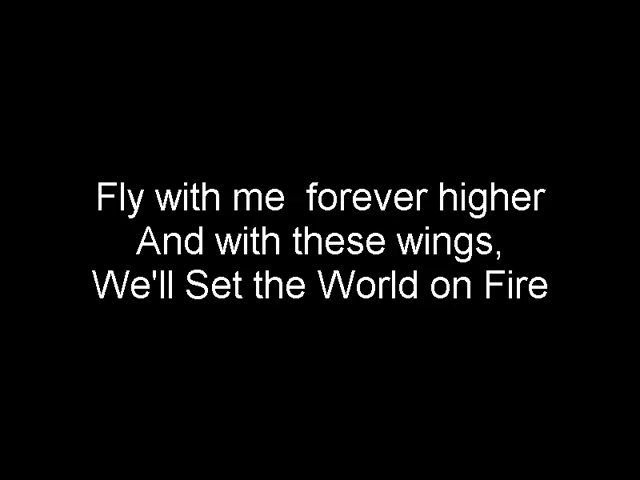 Fly with me  forever higher
And with these wings,
We'll Set the World on Fire